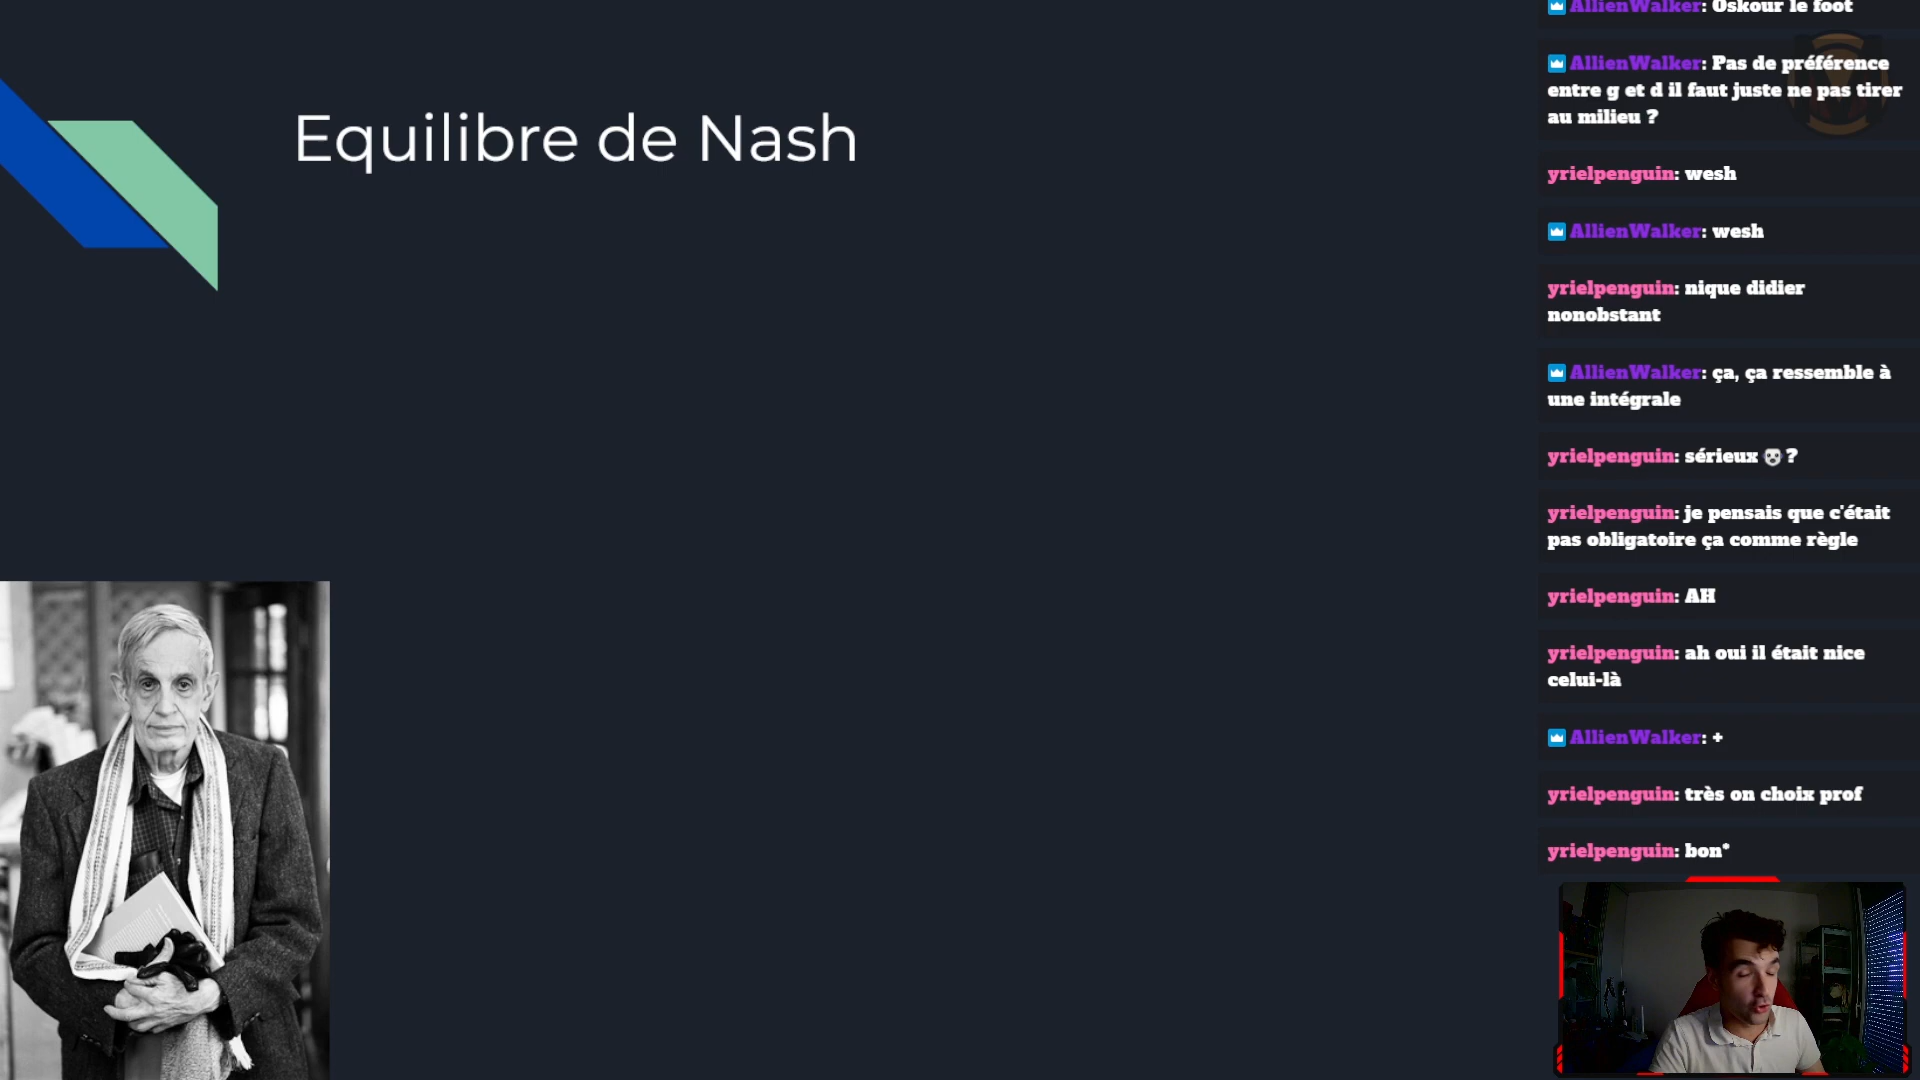 Equilibre de Nash
AllienWalker: Oskour le foot
AllienWalker: Pas de préférence
entre g et d il faut juste ne pas tirer
au milieu ?
yrielpenguin: wesh
AllienWalker: wesh
yrielpenguin: nique didier
nonobstant
AllienWalker: ça, ça ressemble à
une intégrale
yrielpenguin: sérieux 💀?
yrielpenguin: je pensais que c'était
pas obligatoire ça comme règle
yrielpenguin: AH
yrielpenguin: ah oui il était nice
celui-là
AllienWalker: +
yrielpenguin: très on choix prof
yrielpenguin: bon*